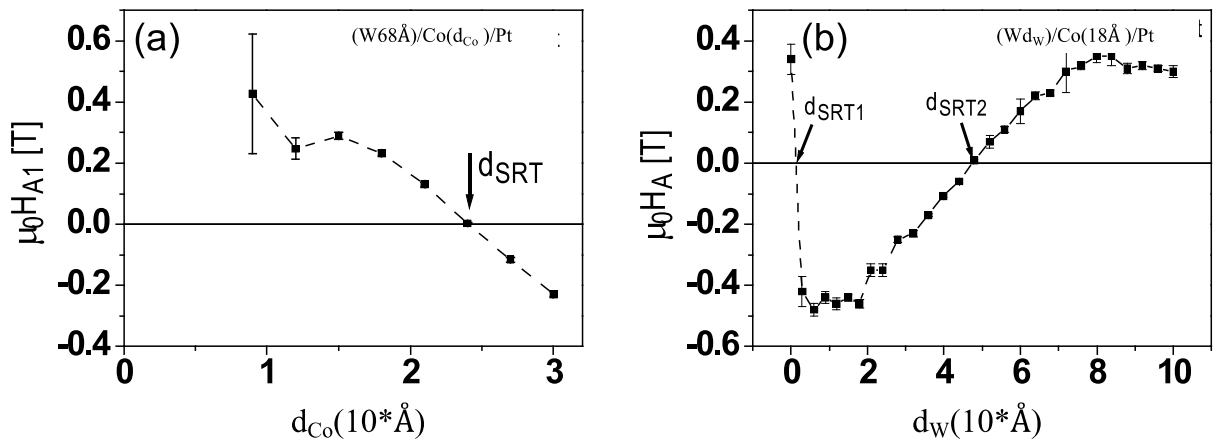 (a)
(W68Å)/Co(d_Co)/Pt
0.6
0.4
0.2
0.0
-0.2
-0.4
μ₀H_A1 [T]
d_SRT
0 1 2 3
d_Co(10*Å)
(b)
(Wd_W)/Co(18Å)/Pt
0.4
0.2
0.0
-0.2
-0.4
-0.6
μ₀H_A [T]
d_SRT1
d_SRT2
0 2 4 6 8 10
d_W(10*Å)